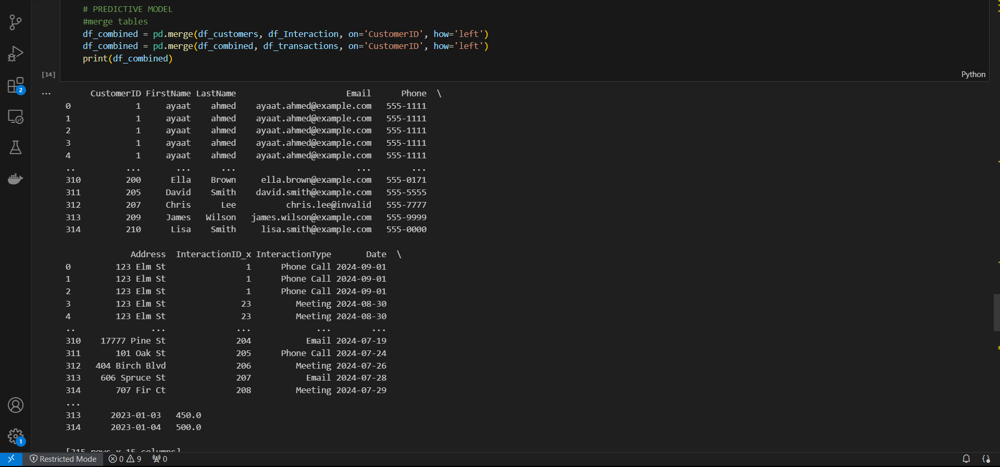 # PREDICTIVE MODEL
#merge tables
df_combined = pd.merge(df_customers, df_Interaction, on='CustomerID', how='left')
df_combined = pd.merge(df_combined, df_transactions, on='CustomerID', how='left')
print(df_combined)
[14]
Python
2
... CustomerID FirstName LastName Email Phone \
0 1 ayaat ahmed ayaat.ahmed@example.com 555-1111
1 1 ayaat ahmed ayaat.ahmed@example.com 555-1111
2 1 ayaat ahmed ayaat.ahmed@example.com 555-1111
3 1 ayaat ahmed ayaat.ahmed@example.com 555-1111
4 1 ayaat ahmed ayaat.ahmed@example.com 555-1111
.. ... ... ... ... ...
310 200 Ella Brown ella.brown@example.com 555-0171
311 205 David Smith david.smith@example.com 555-5555
312 207 Chris Lee chris.lee@invalid 555-7777
313 209 James Wilson james.wilson@example.com 555-9999
314 210 Lisa Smith lisa.smith@example.com 555-0000
Address InteractionID_x InteractionType Date \
0 123 Elm St 1 Phone Call 2024-09-01
1 123 Elm St 1 Phone Call 2024-09-01
2 123 Elm St 1 Phone Call 2024-09-01
3 123 Elm St 23 Meeting 2024-08-30
4 123 Elm St 23 Meeting 2024-08-30
.. ... ... ... ...
310 17777 Pine St 204 Email 2024-07-19
311 101 Oak St 205 Phone Call 2024-07-24
312 404 Birch Blvd 206 Meeting 2024-07-26
313 606 Spruce St 207 Email 2024-07-28
314 707 Fir Ct 208 Meeting 2024-07-29
...
313 2023-01-03 450.0
314 2023-01-04 500.0
[315 rows x 15 columns]
1
Restricted Mode 0 9 0